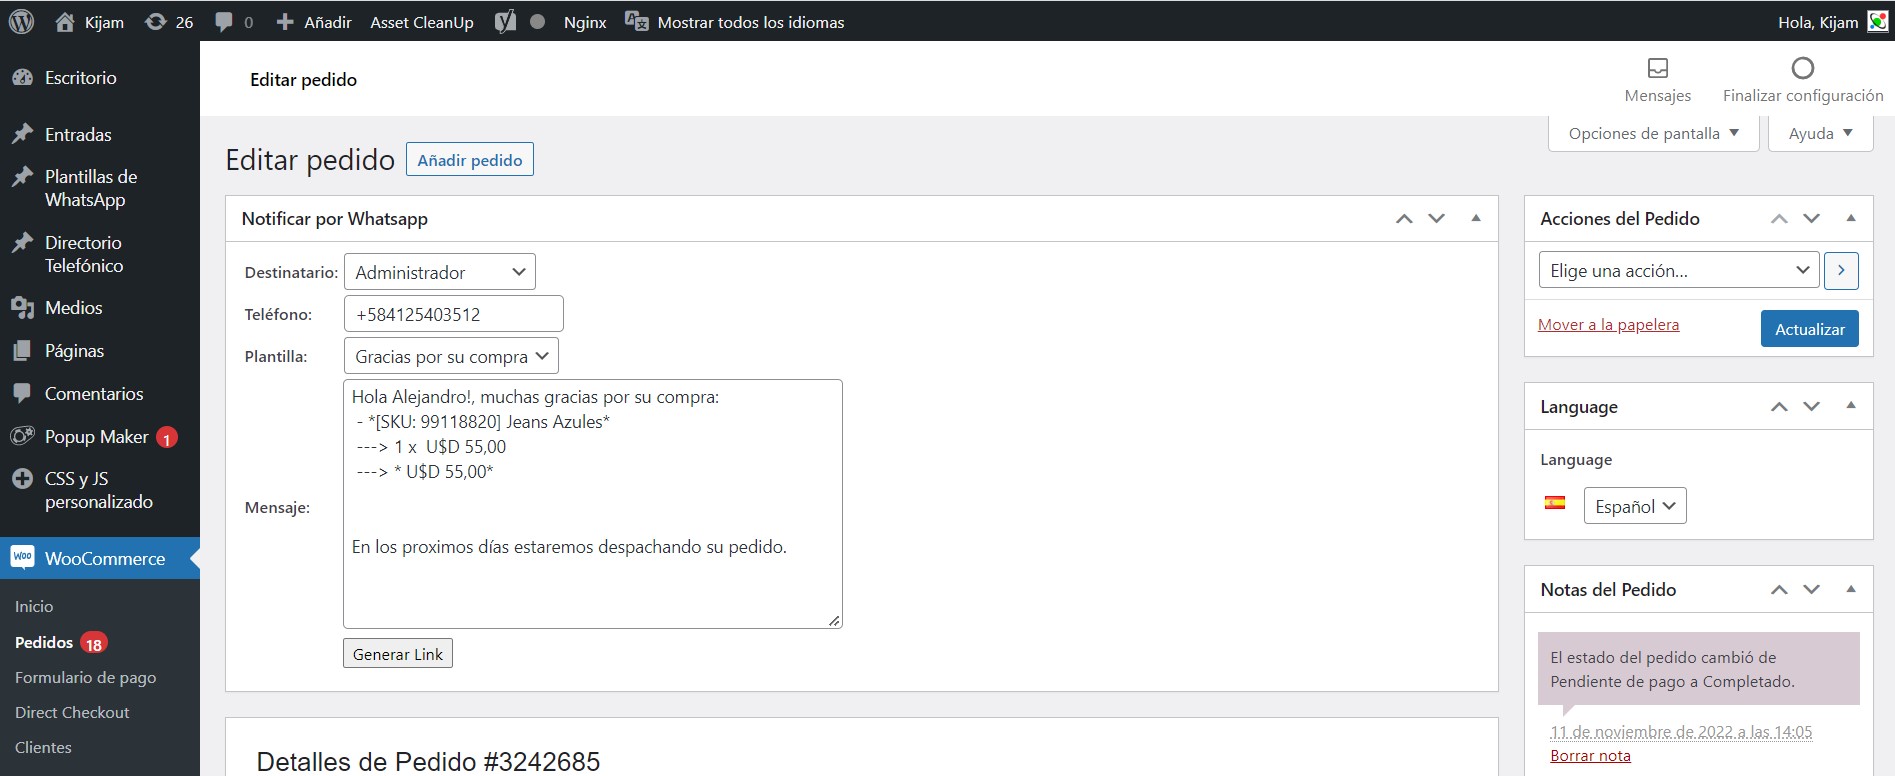 Kijam 26 0 Añadir Asset CleanUp Nginx Mostrar todos los idiomas Hola, Kijam
Escritorio
Entradas
Plantillas de
WhatsApp
Directorio
Telefónico
Medios
Páginas
Comentarios
Popup Maker 1
CSS y JS
personalizado
Woo WooCommerce
Inicio
Pedidos 18
Formulario de pago
Direct Checkout
Clientes
Editar pedido
Mensajes
Finalizar configuración
Opciones de pantalla
Ayuda
Editar pedido Añadir pedido
Notificar por Whatsapp
Destinatario: Administrador
Teléfono: +584125403512
Plantilla: Gracias por su compra
Mensaje:
Hola Alejandro!, muchas gracias por su compra:
- *[SKU: 99118820] Jeans Azules*
---> 1 x  U$D 55,00
---> * U$D 55,00*
En los proximos días estaremos despachando su pedido.
Generar Link
Detalles de Pedido #3242685
Acciones del Pedido
Elige una acción...
Mover a la papelera Actualizar
Language
Language
Español
Notas del Pedido
El estado del pedido cambió de
Pendiente de pago a Completado.
11 de noviembre de 2022 a las 14:05
Borrar nota